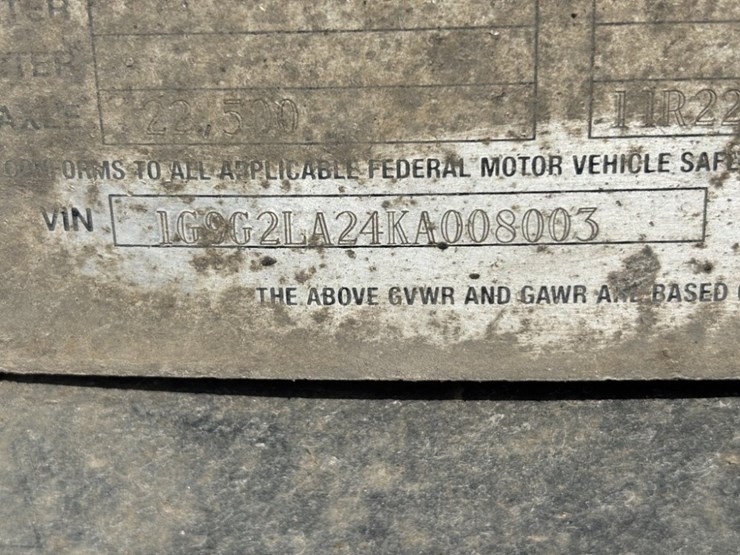 22,500 11R22
CONFORMS TO ALL APPLICABLE FEDERAL MOTOR VEHICLE SAFE
VIN 1G9G2LA24KA008003
THE ABOVE GVWR AND GAWR ARE BASED